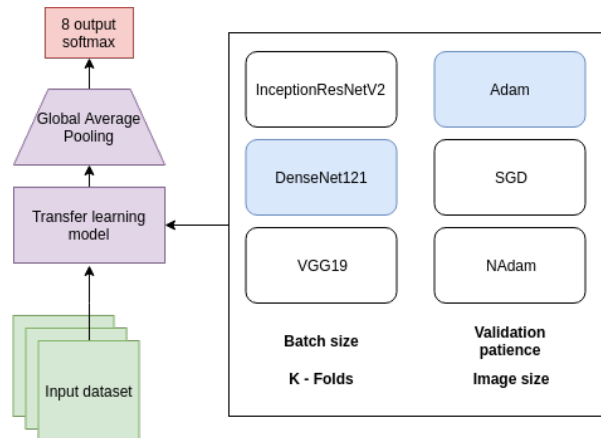 8 output
softmax
Global Average
Pooling
Transfer learning
model
Input dataset
InceptionResNetV2
Adam
DenseNet121
SGD
VGG19
NAdam
Batch size
Validation
patience
K - Folds
Image size